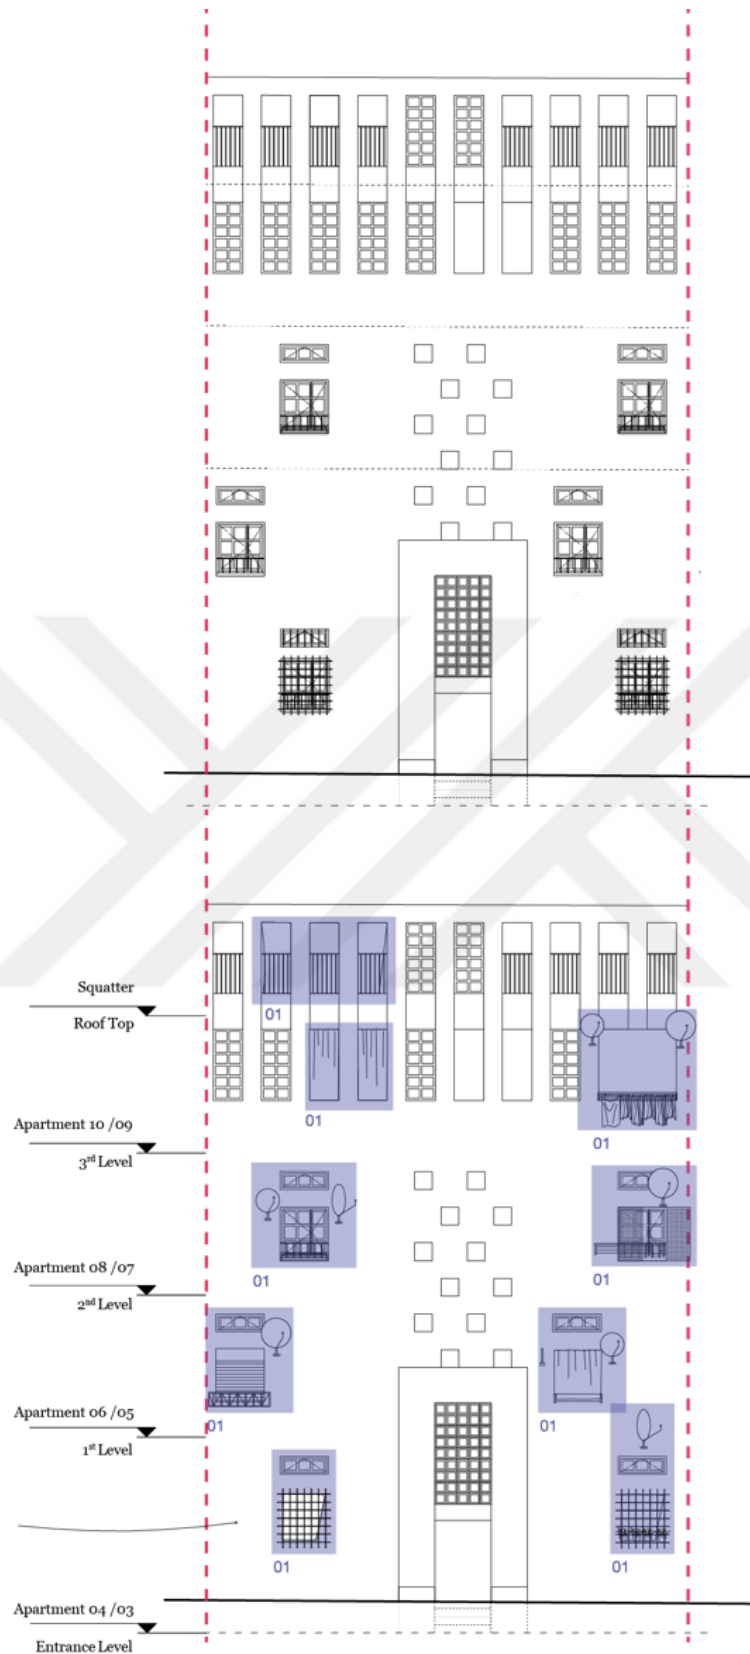 Squatter
01
Roof Top
01
Apartment 10 /09
01
3rd Level
Apartment 08 /07
01
01
2nd Level
Apartment 06 /05
01
01
1st Level
01
01
Apartment 04 /03
Entrance Level